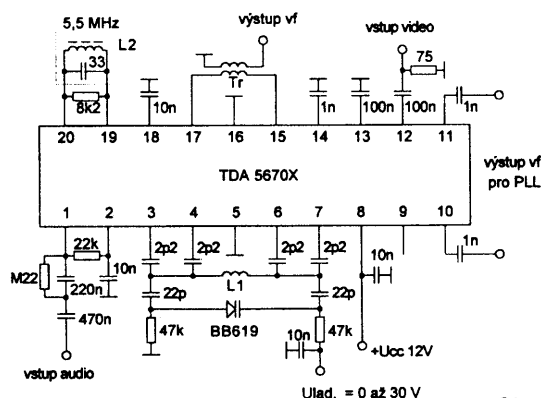 výstup vf
5,5 MHz
L2
vstup video
33
75
Tr
8k2
10n
1n
100n
100n
1n
20 19 18 17 16 15 14 13 12 11
TDA 5670X
výstup vf
pro PLL
1 2 3 4 5 6 7 8 9 10
22k
2p2
2p2
2p2
2p2
1n
M22
10n
10n
220n
L1
22p
22p
470n
47k
BB619
10n
47k
+Ucc 12V
vstup audio
Ulad. = 0 až 30 V